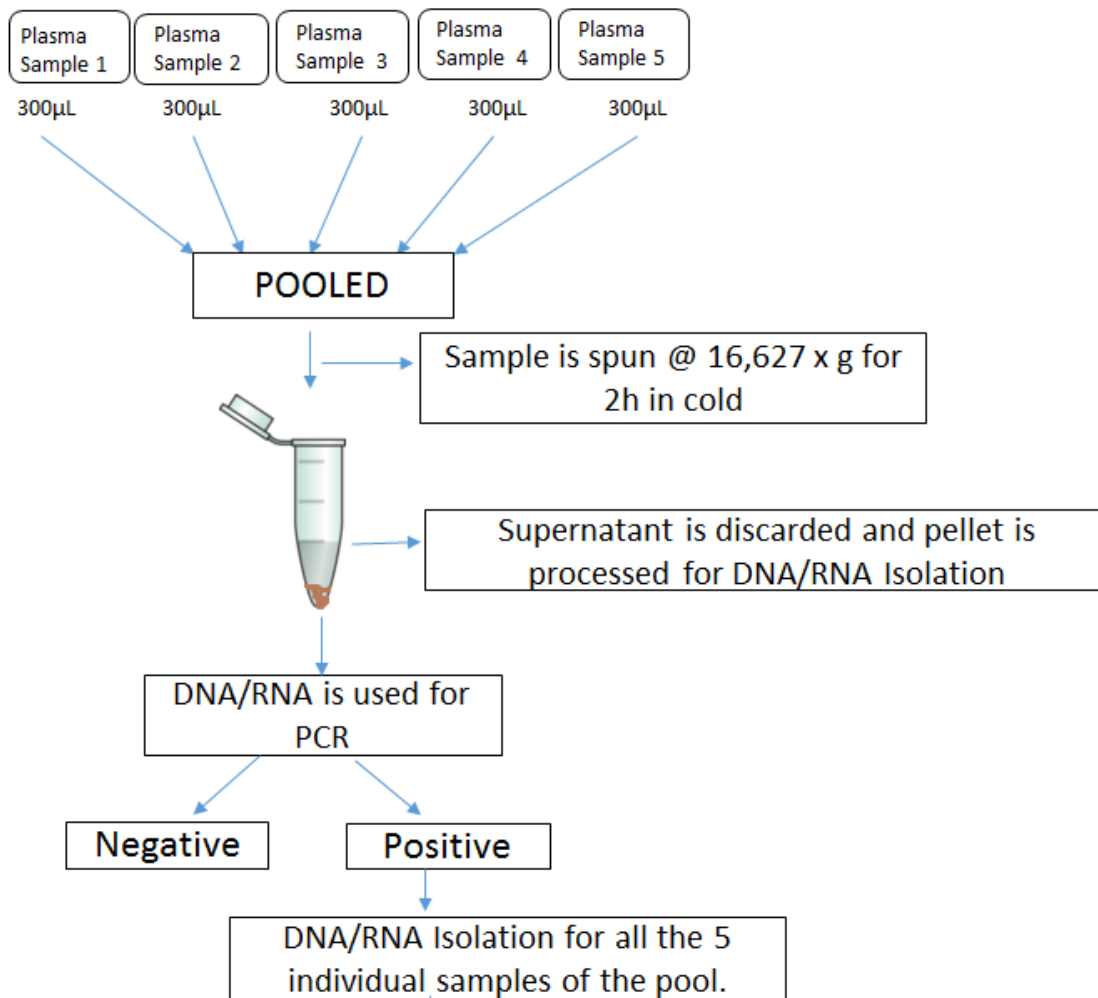 Plasma
Sample 1
Plasma
Sample 2
Plasma
Sample 3
Plasma
Sample 4
Plasma
Sample 5
300µL
300µL
300µL
300µL
300µL
POOLED
Sample is spun @ 16,627 x g for
2h in cold
Supernatant is discarded and pellet is
processed for DNA/RNA Isolation
DNA/RNA is used for
PCR
Negative
Positive
DNA/RNA Isolation for all the 5
individual samples of the pool.